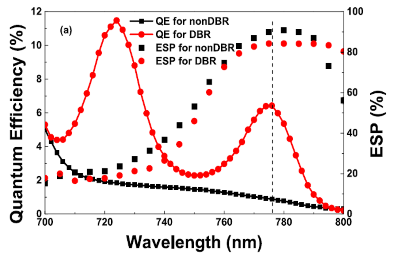 (a)
QE for nonDBR
QE for DBR
ESP for nonDBR
ESP for DBR
Quantum Efficiency (%)
12
10
8
6
4
2
0
100
80
60
40
20
0
ESP (%)
700 720 740 760 780 800
Wavelength (nm)